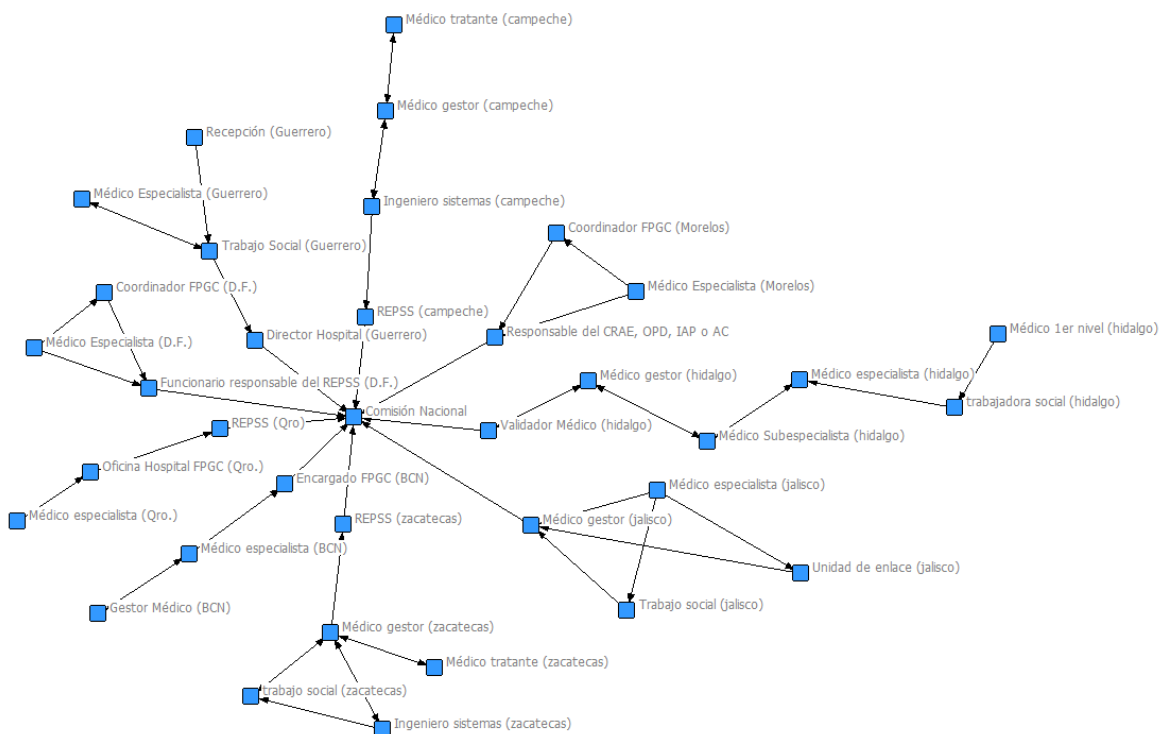 Médico tratante (campeche)
Médico gestor (campeche)
Recepción (Guerrero)
Médico Especialista (Guerrero)
Ingeniero sistemas (campeche)
Coordinador FPGC (Morelos)
Trabajo Social (Guerrero)
Coordinador FPGC (D.F.)
Médico Especialista (Morelos)
REPSS (campeche)
Médico 1er nivel (hidalgo)
Director Hospital (Guerrero)
Responsable del CRAE, OPD, IAP o AC
Médico Especialista (D.F.)
Médico gestor (hidalgo)
Médico especialista (hidalgo)
Funcionario responsable del REPSS (D.F.)
trabajadora social (hidalgo)
Comisión Nacional
REPSS (Qro)
Validador Médico (hidalgo)
Médico Subespecialista (hidalgo)
Oficina Hospital FPGC (Qro.)
Encargado FPGC (BCN)
Médico especialista (jalisco)
Médico especialista (Qro.)
REPSS (zacatecas)
Médico gestor (jalisco)
Médico especialista (BCN)
Unidad de enlace (jalisco)
Gestor Médico (BCN)
Trabajo social (jalisco)
Médico gestor (zacatecas)
Médico tratante (zacatecas)
trabajo social (zacatecas)
Ingeniero sistemas (zacatecas)